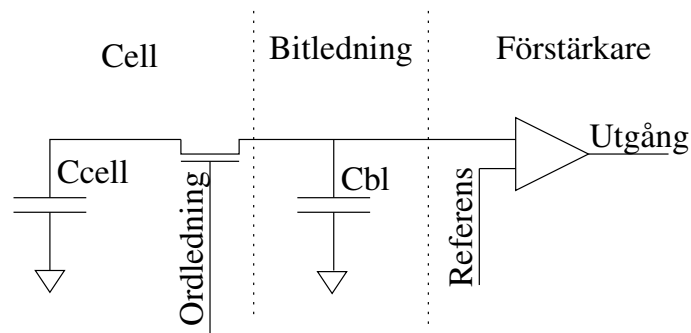 Cell
Bitledning
Förstärkare
Ccell
Ordledning
Cbl
Referens
Utgång